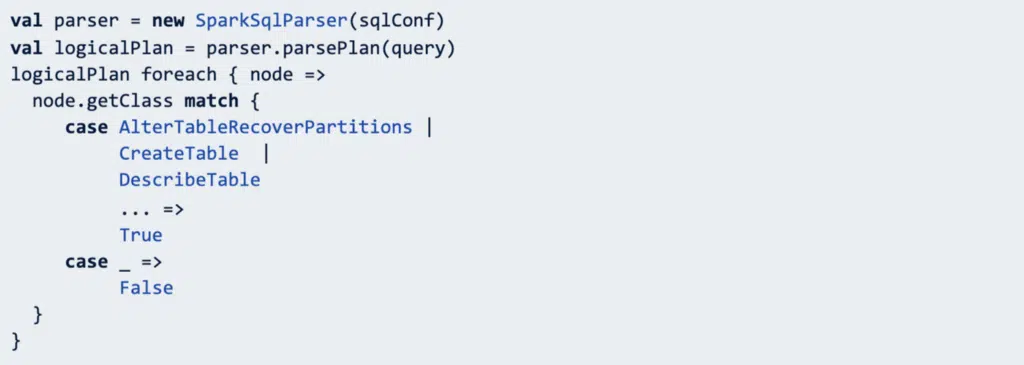 val parser = new SparkSqlParser(sqlConf)
val logicalPlan = parser.parsePlan(query)
logicalPlan foreach { node =>
  node.getClass match {
    case AlterTableRecoverPartitions |
         CreateTable  |
         DescribeTable
         ... =>
         True
    case _ =>
         False
  }
}